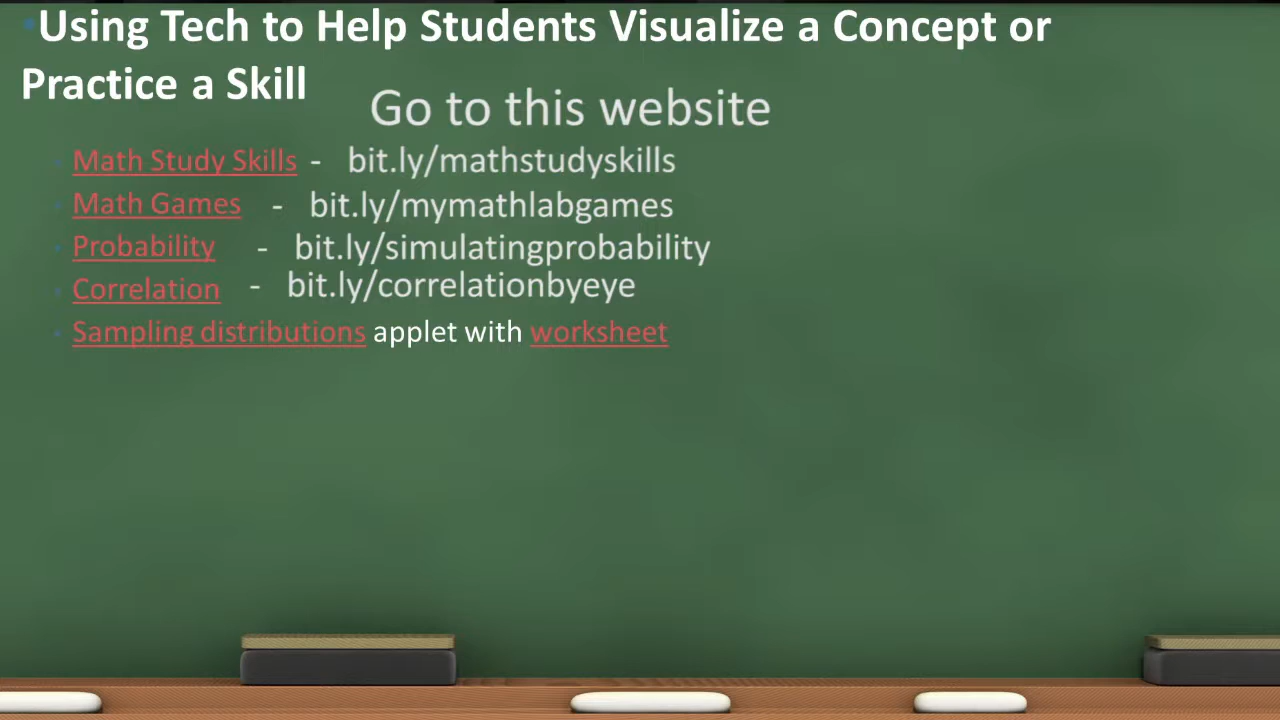 •Using Tech to Help Students Visualize a Concept or
Practice a Skill
Go to this website
• Math Study Skills - bit.ly/mathstudyskills
• Math Games - bit.ly/mymathlabgames
• Probability - bit.ly/simulatingprobability
• Correlation - bit.ly/correlationbyeye
• Sampling distributions applet with worksheet